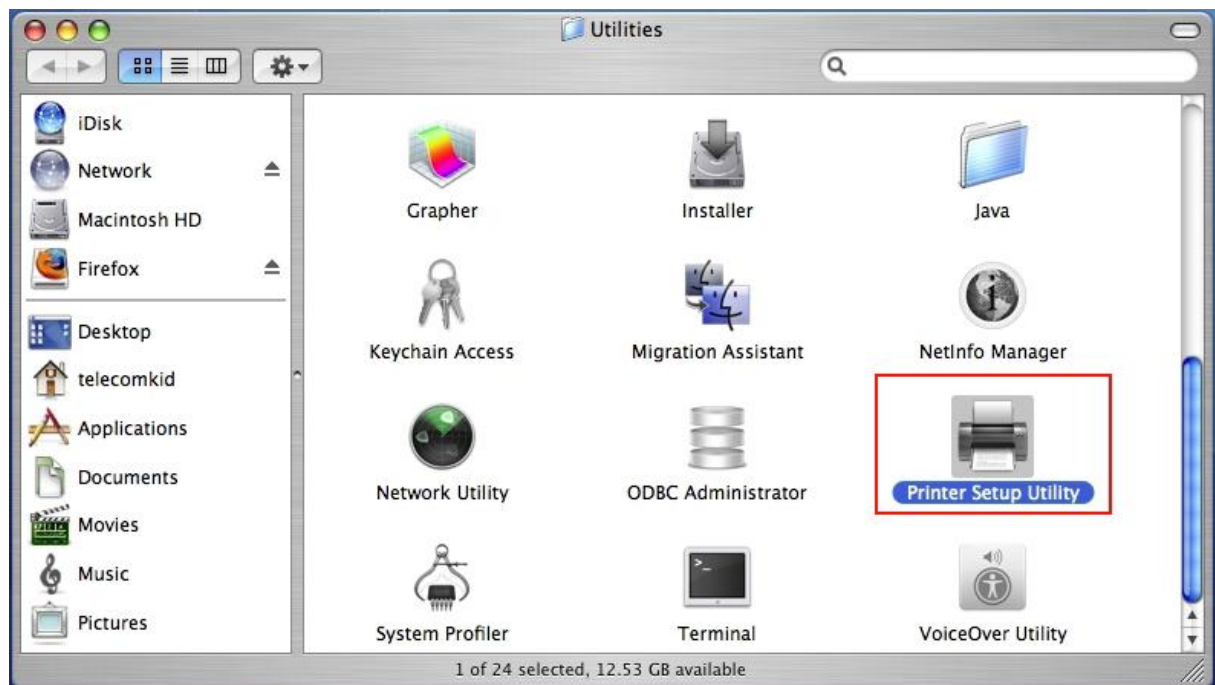 Utilities
iDisk
Network
Macintosh HD
Firefox
Desktop
telecomkid
Applications
Documents
Movies
Music
Pictures
Grapher
Installer
Java
Keychain Access
Migration Assistant
NetInfo Manager
Network Utility
ODBC Administrator
Printer Setup Utility
System Profiler
Terminal
VoiceOver Utility
1 of 24 selected, 12.53 GB available